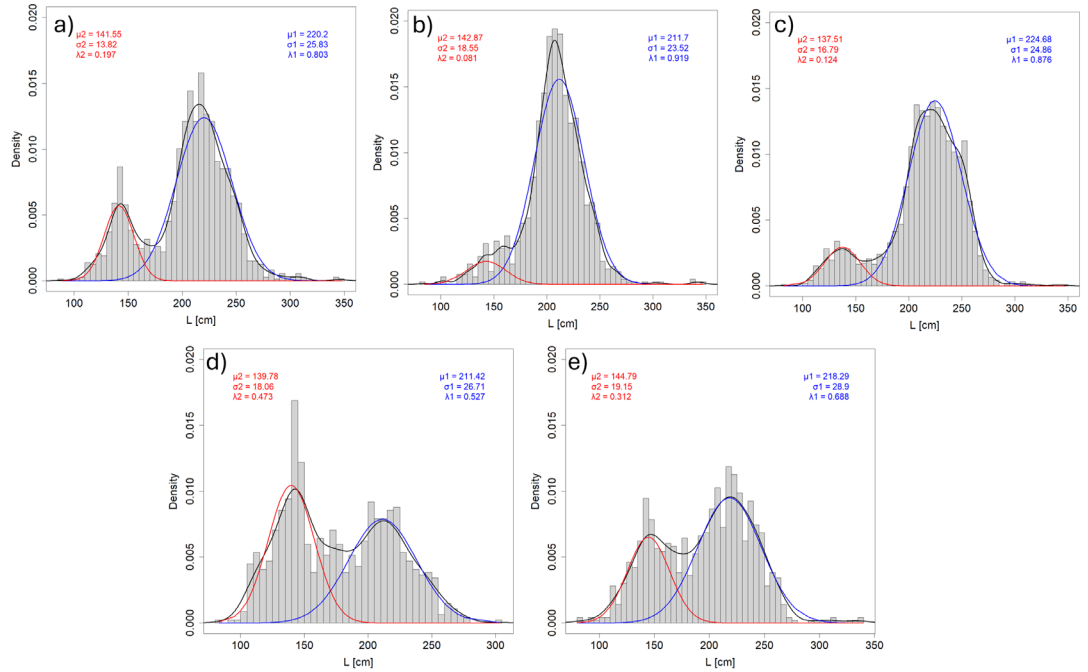 a)
μ2 = 141.55
σ2 = 13.82
λ2 = 0.197
μ1 = 220.2
σ1 = 25.83
λ1 = 0.803
0.020
0.015
0.010
0.005
0.000
Density
100 150 200 250 300 350
L [cm]
b)
μ2 = 142.87
σ2 = 18.55
λ2 = 0.081
μ1 = 211.7
σ1 = 23.52
λ1 = 0.919
0.020
0.015
0.010
0.005
0.000
Density
100 150 200 250 300 350
L [cm]
c)
μ2 = 137.51
σ2 = 16.79
λ2 = 0.124
μ1 = 224.68
σ1 = 24.86
λ1 = 0.876
0.020
0.015
0.010
0.005
0.000
Density
100 150 200 250 300 350
L [cm]
d)
μ2 = 139.78
σ2 = 18.06
λ2 = 0.473
μ1 = 211.42
σ1 = 26.71
λ1 = 0.527
0.020
0.015
0.010
0.005
0.000
Density
100 150 200 250 300
L [cm]
e)
μ2 = 144.79
σ2 = 19.15
λ2 = 0.312
μ1 = 218.29
σ1 = 28.9
λ1 = 0.688
0.020
0.015
0.010
0.005
0.000
Density
100 150 200 250 300 350
L [cm]